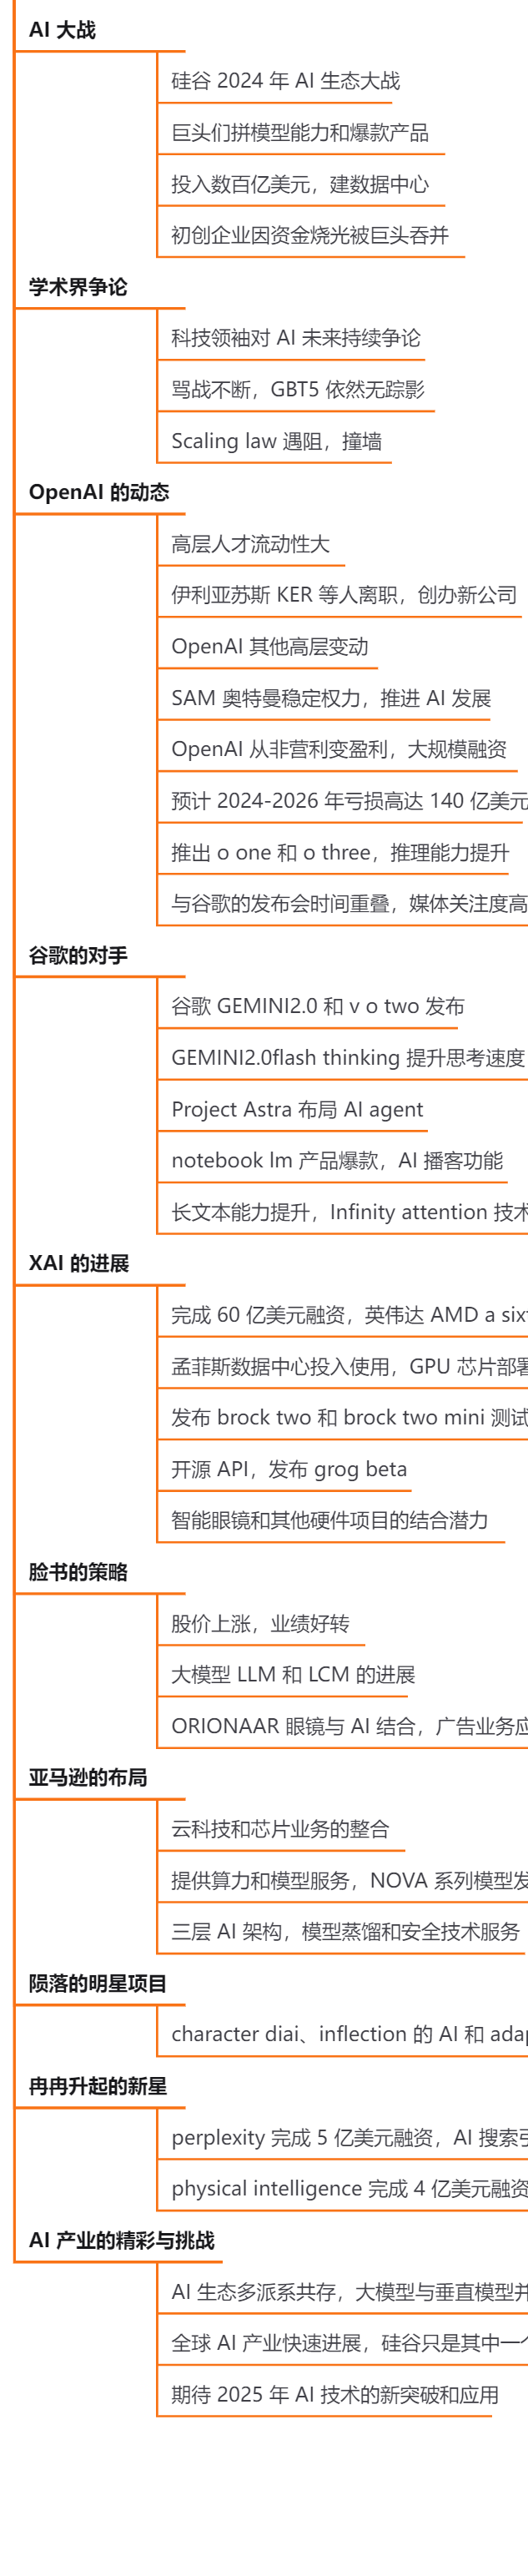 AI 大战
硅谷 2024 年 AI 生态大战
巨头们拼模型能力和爆款产品
投入数百亿美元，建数据中心
初创企业因资金烧光被巨头吞并
学术界争论
科技领袖对 AI 未来持续争论
骂战不断，GBT5 依然无踪影
Scaling law 遇阻，撞墙
OpenAI 的动态
高层人才流动性大
伊利亚苏斯 KER 等人离职，创办新公司
OpenAI 其他高层变动
SAM 奥特曼稳定权力，推进 AI 发展
OpenAI 从非营利变盈利，大规模融资
预计 2024-2026 年亏损高达 140 亿美元
推出 o one 和 o three，推理能力提升
与谷歌的发布会时间重叠，媒体关注度高
谷歌的对手
谷歌 GEMINI2.0 和 v o two 发布
GEMINI2.0flash thinking 提升思考速度
Project Astra 布局 AI agent
notebook lm 产品爆款，AI 播客功能
长文本能力提升，Infinity attention 技术
XAI 的进展
完成 60 亿美元融资，英伟达 AMD a six
孟菲斯数据中心投入使用，GPU 芯片部署
发布 brock two 和 brock two mini 测试
开源 API，发布 grog beta
智能眼镜和其他硬件项目的结合潜力
脸书的策略
股价上涨，业绩好转
大模型 LLM 和 LCM 的进展
ORIONAAR 眼镜与 AI 结合，广告业务应
亚马逊的布局
云科技和芯片业务的整合
提供算力和模型服务，NOVA 系列模型发
三层 AI 架构，模型蒸馏和安全技术服务
陨落的明星项目
character diai、inflection 的 AI 和 ada
冉冉升起的新星
perplexity 完成 5 亿美元融资，AI 搜索引
physical intelligence 完成 4 亿美元融资
AI 产业的精彩与挑战
AI 生态多派系共存，大模型与垂直模型并
全球 AI 产业快速进展，硅谷只是其中一个
期待 2025 年 AI 技术的新突破和应用